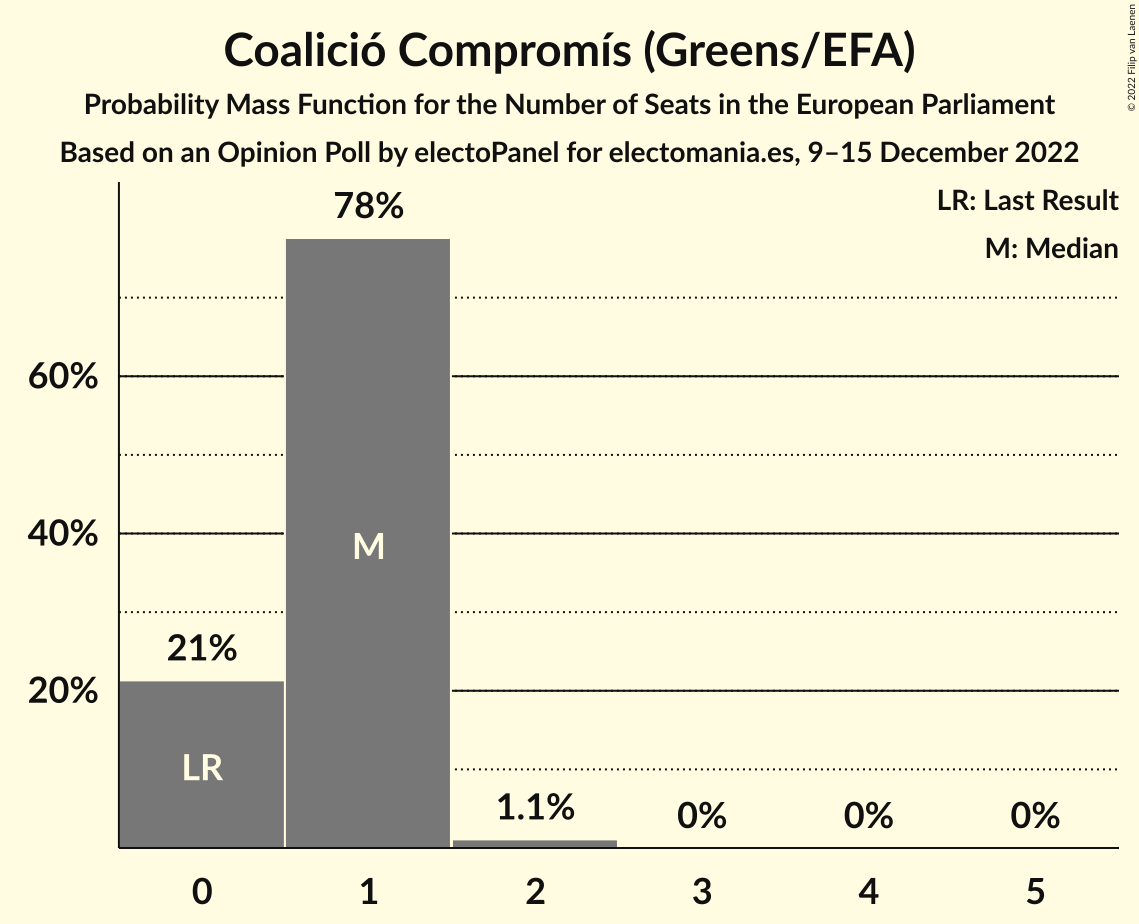 Coalició Compromís (Greens/EFA)
Probability Mass Function for the Number of Seats in the European Parliament
Based on an Opinion Poll by electoPanel for electomania.es, 9–15 December 2022
© 2022 Filip van Laenen
LR: Last Result
M: Median
78%
60%
40%
M
21%
20%
LR
1.1%
0%
0%
0%
0
1
2
3
4
5